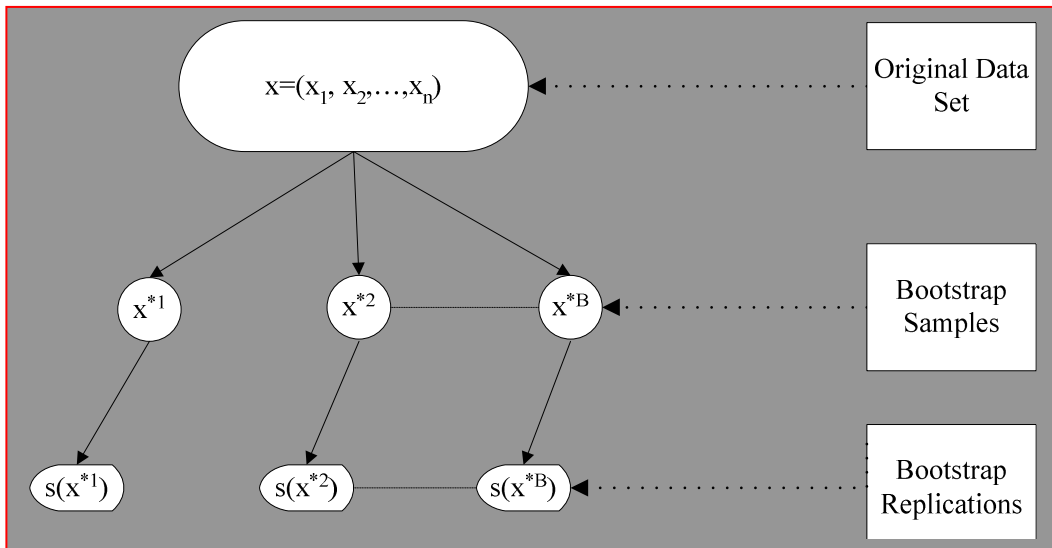 x=(x1, x2,…,xn)
Original Data
Set
x*1
x*2
x*B
Bootstrap
Samples
s(x*1)
s(x*2)
s(x*B)
Bootstrap
Replications